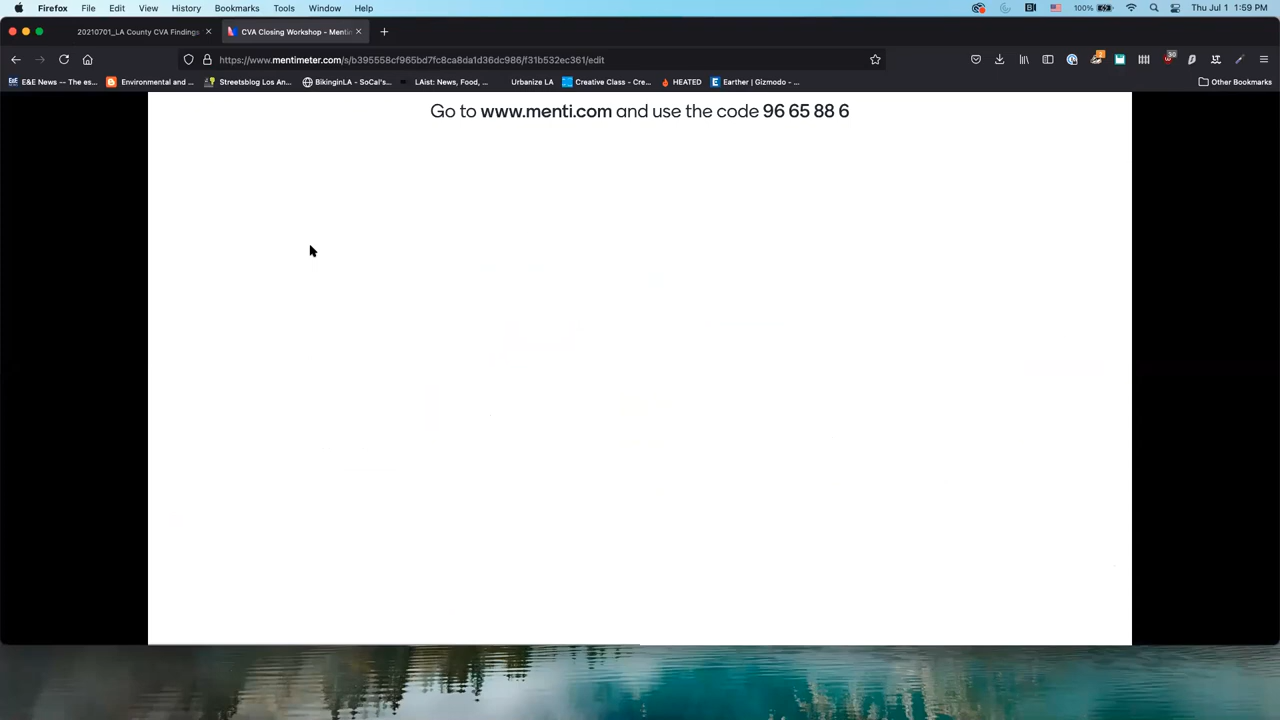 Firefox File Edit View History Bookmarks Tools Window Help 100% Thu Jul 1 1:59 PM
20210701_LA County CVA Findings CVA Closing Workshop - Menti
https://www.mentimeter.com/s/b395558cf965bd7fc8ca8da1d36dc986/f31b532ec361/edit
E&E News -- The es... Environmental and ... Streetsblog Los An... BikinginLA - SoCal's... LAist: News, Food, ... Urbanize LA Creative Class - Cre... HEATED Earther | Gizmodo - ... Other Bookmarks
Go to www.menti.com and use the code 96 65 88 6